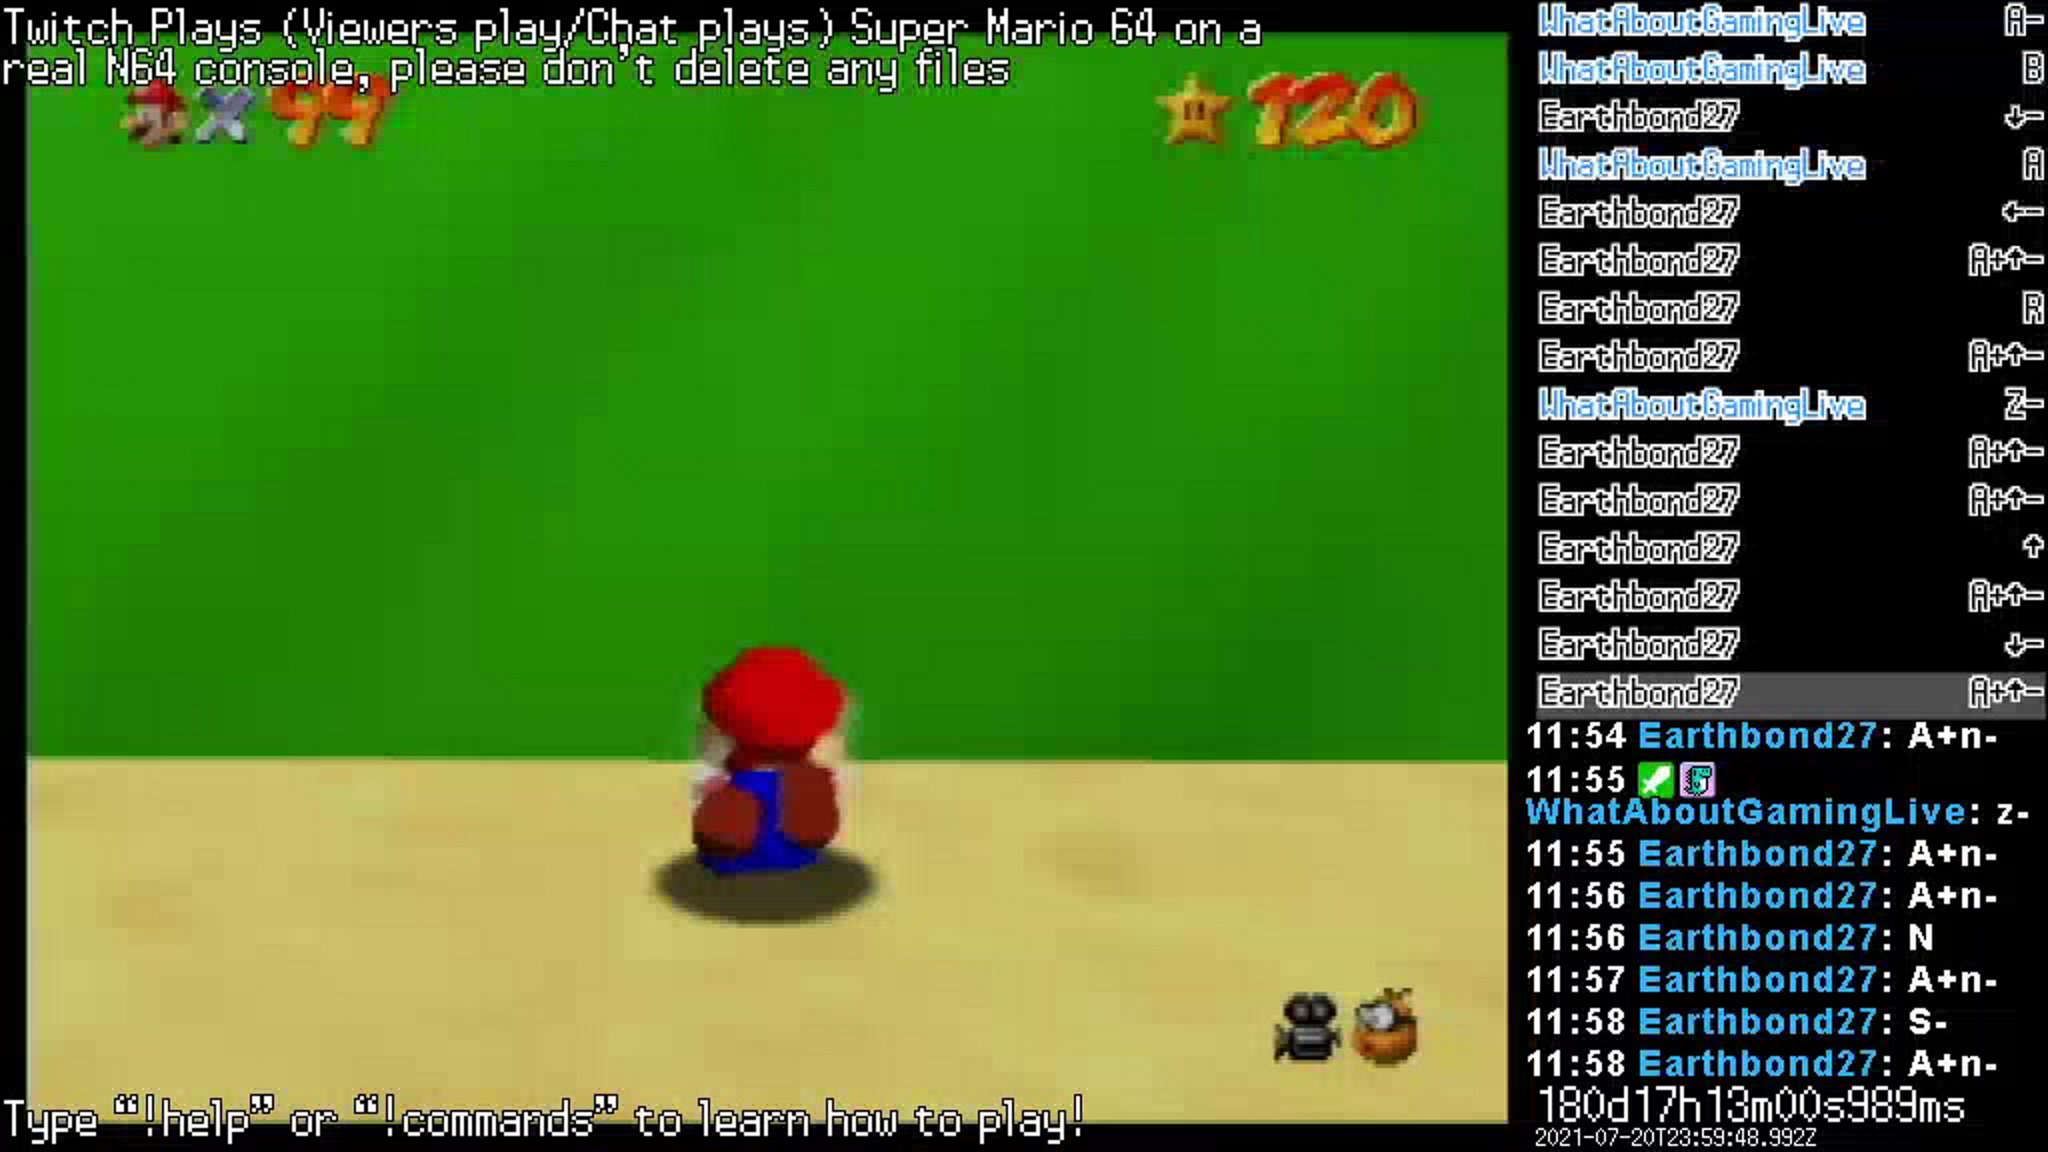 Twitch Plays (Viewers play/Chat plays) Super Mario 64 on a
real N64 console, please don't delete any files
99
120
WhatAboutGamingLive A-
WhatAboutGamingLive B
Earthbond27 ↓-
WhatAboutGamingLive A
Earthbond27 ←-
Earthbond27 A+↑-
Earthbond27 R
Earthbond27 A+↑-
WhatAboutGamingLive Z-
Earthbond27 A+↑-
Earthbond27 A+↑-
Earthbond27 ↑
Earthbond27 A+↑-
Earthbond27 ↓-
Earthbond27 A+↑-
11:54 Earthbond27: A+n-
11:55
WhatAboutGamingLive: z-
11:55 Earthbond27: A+n-
11:56 Earthbond27: A+n-
11:56 Earthbond27: N
11:57 Earthbond27: A+n-
11:58 Earthbond27: S-
11:58 Earthbond27: A+n-
180d17h13m00s989ms
2021-07-20T23:59:48.992Z
Type “!help” or “!commands” to learn how to play!